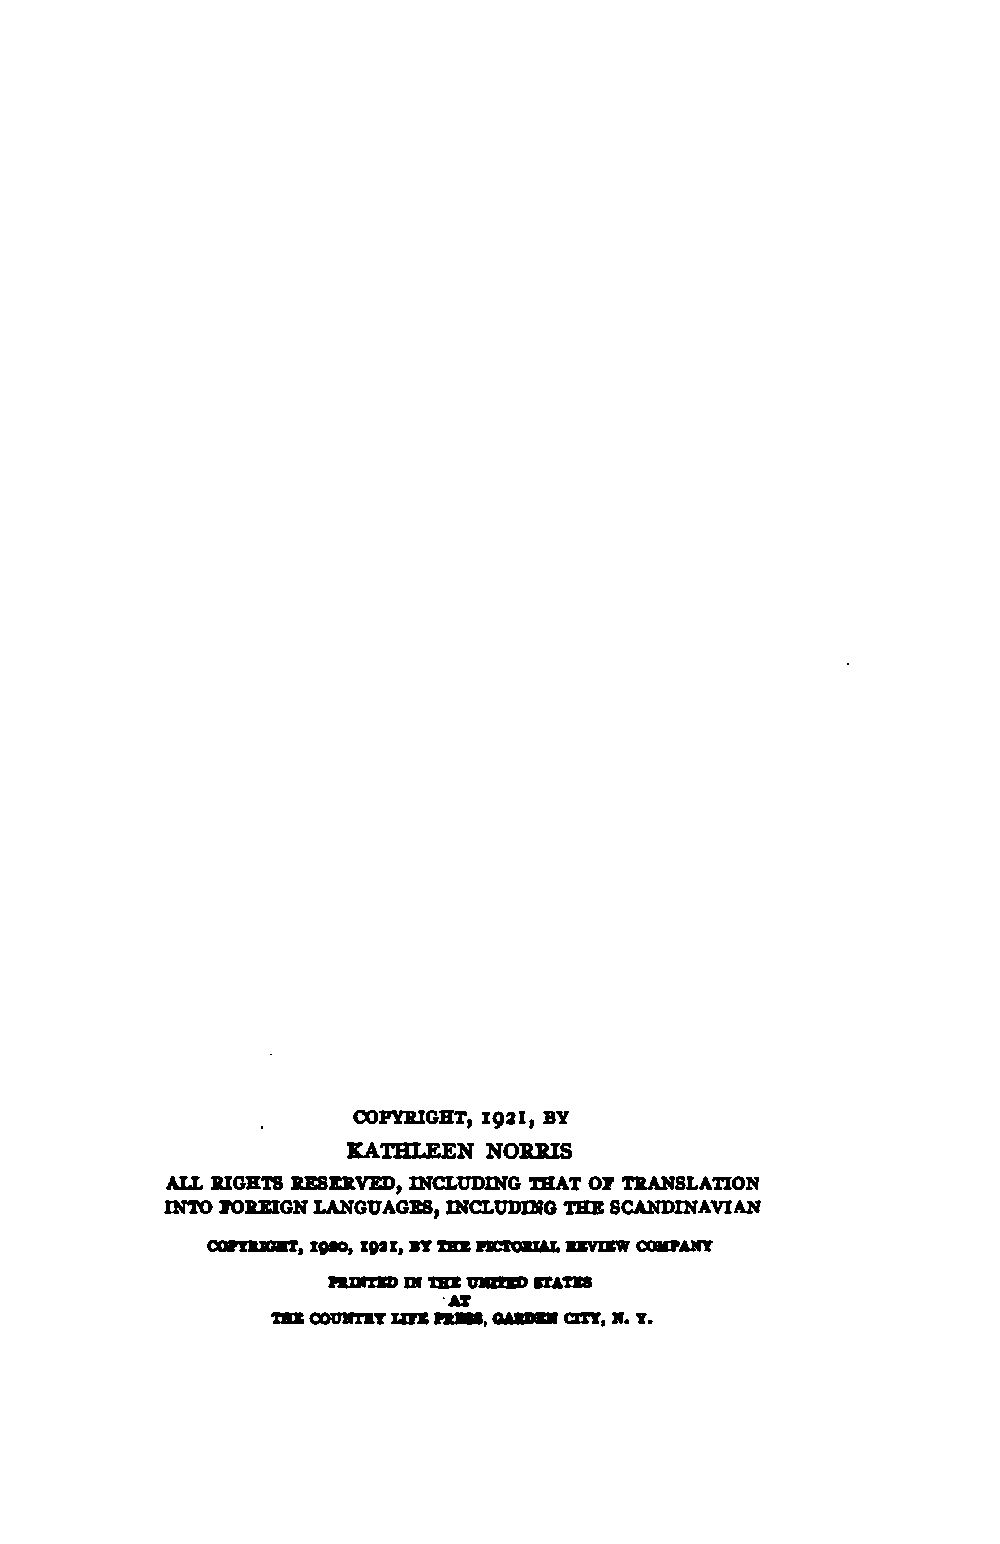 COPYRIGHT, 1921, BY
KATHLEEN NORRIS
ALL RIGHTS RESERVED, INCLUDING THAT OF TRANSLATION
INTO FOREIGN LANGUAGES, INCLUDING THE SCANDINAVIAN
COPYRIGHT, 1920, 1921, BY THE PICTORIAL REVIEW COMPANY
PRINTED IN THE UNITED STATES
AT
THE COUNTRY LIFE PRESS, GARDEN CITY, N. Y.